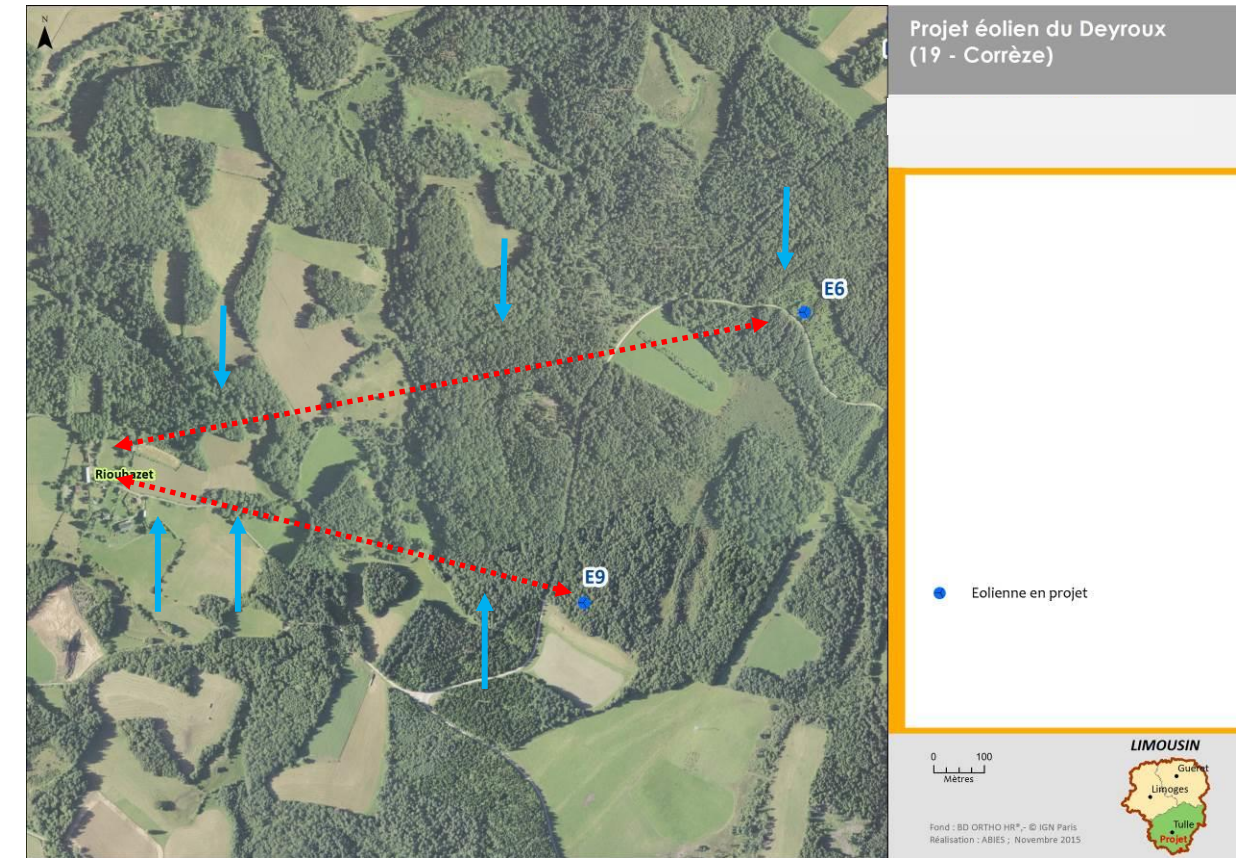 N
Projet éolien du Deyroux
(19 - Corrèze)
E6
Rioubazet
E9
Eolienne en projet
0 100
Mètres
LIMOUSIN
Guéret
Limoges
Tulle
Projet
Fond : BD ORTHO HR®,- © IGN Paris
Réalisation : ABIES ; Novembre 2015